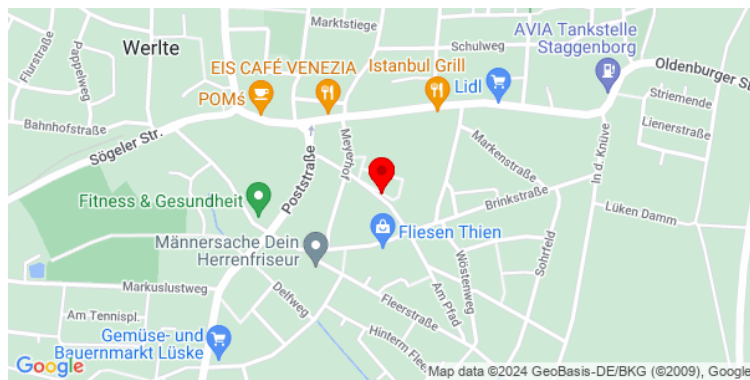 Marktstiege
AVIA Tankstelle
Staggenborg
Werlte
Schulweg
Flurstraße
Pappelweg
EIS CAFÉ VENEZIA
Istanbul Grill
Oldenburger St
Lidl
POMś
Striemende
Bahnhofstraße
Lienerstraße
Sögeler Str.
Meyerhof
Markenstraße
In d. Knüve
Poststraße
Fitness & Gesundheit
Brinkstraße
Lüken Damm
Fliesen Thien
Männersache Dein
Herrenfriseur
Sohrfeld
Wöstenweg
Markuslustweg
Delfweg
Fleerstraße
Am Pfad
Am Tennispl.
Gemüse- und
Bauernmarkt Lüske
Hinterm Flee
Google
Map data ©2024 GeoBasis-DE/BKG (©2009), Google